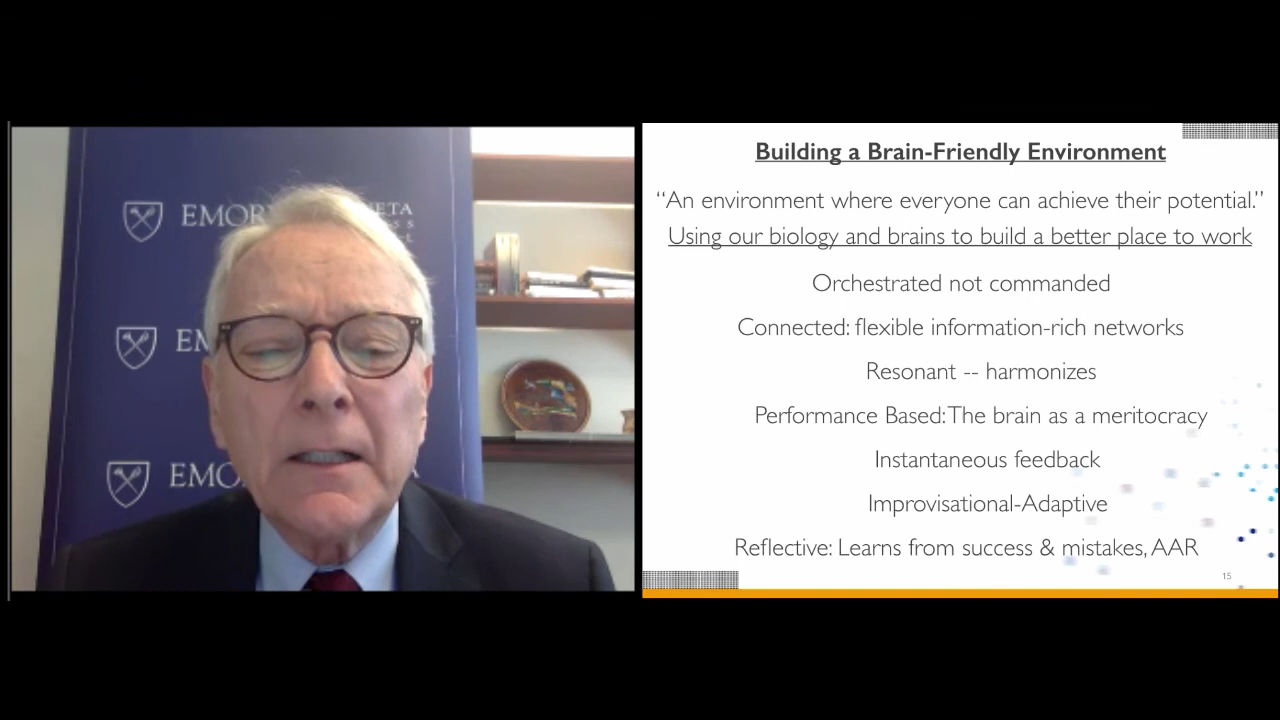 EMOR
ETA
EM
EMO
A
Building a Brain-Friendly Environment
“An environment where everyone can achieve their potential.”
Using our biology and brains to build a better place to work
Orchestrated not commanded
Connected: flexible information-rich networks
Resonant -- harmonizes
Performance Based: The brain as a meritocracy
Instantaneous feedback
Improvisational-Adaptive
Reflective: Learns from success & mistakes, AAR
15